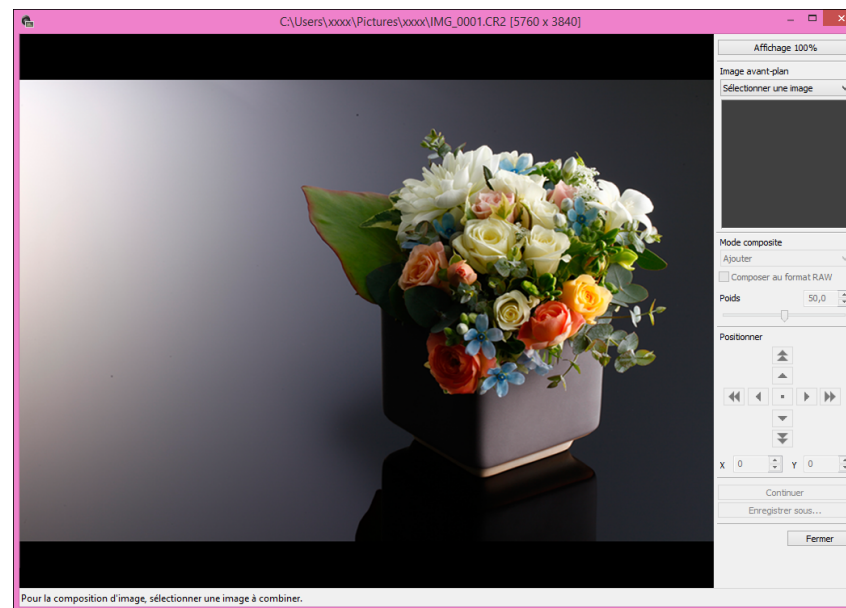 C:\Users\xxxx\Pictures\xxxx\IMG_0001.CR2 [5760 x 3840]
Affichage 100%
Image avant-plan
Sélectionner une image
Mode composite
Ajouter
Composer au format RAW
Poids 50,0
Positionner
X 0 Y 0
Continuer
Enregistrer sous...
Fermer
Pour la composition d'image, sélectionner une image à combiner.